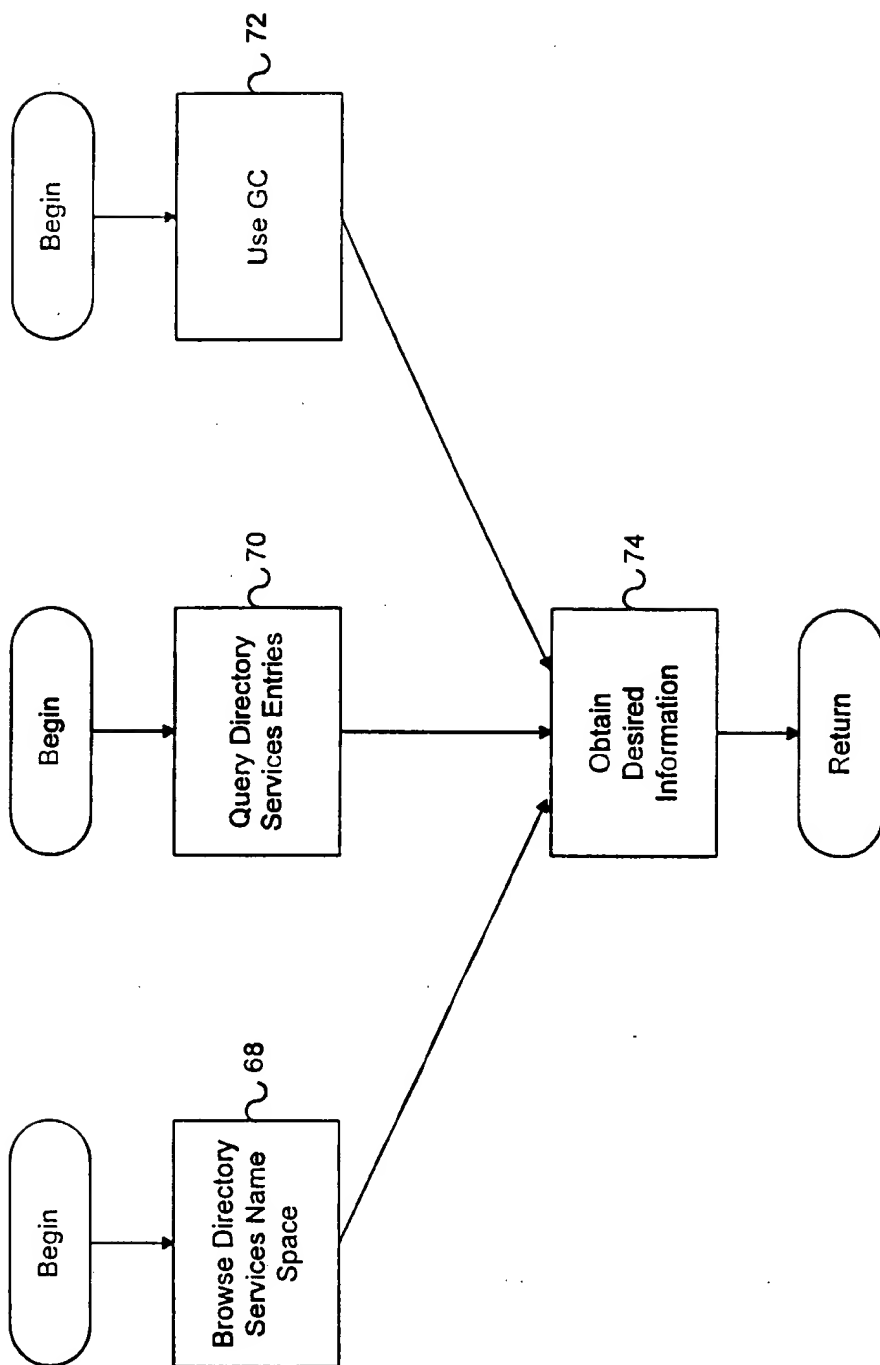 Begin
Begin
Begin
Browse Directory
Services Name
Space
68
Query Directory
Services Entries
70
Use GC
72
Obtain
Desired
Information
74
Return